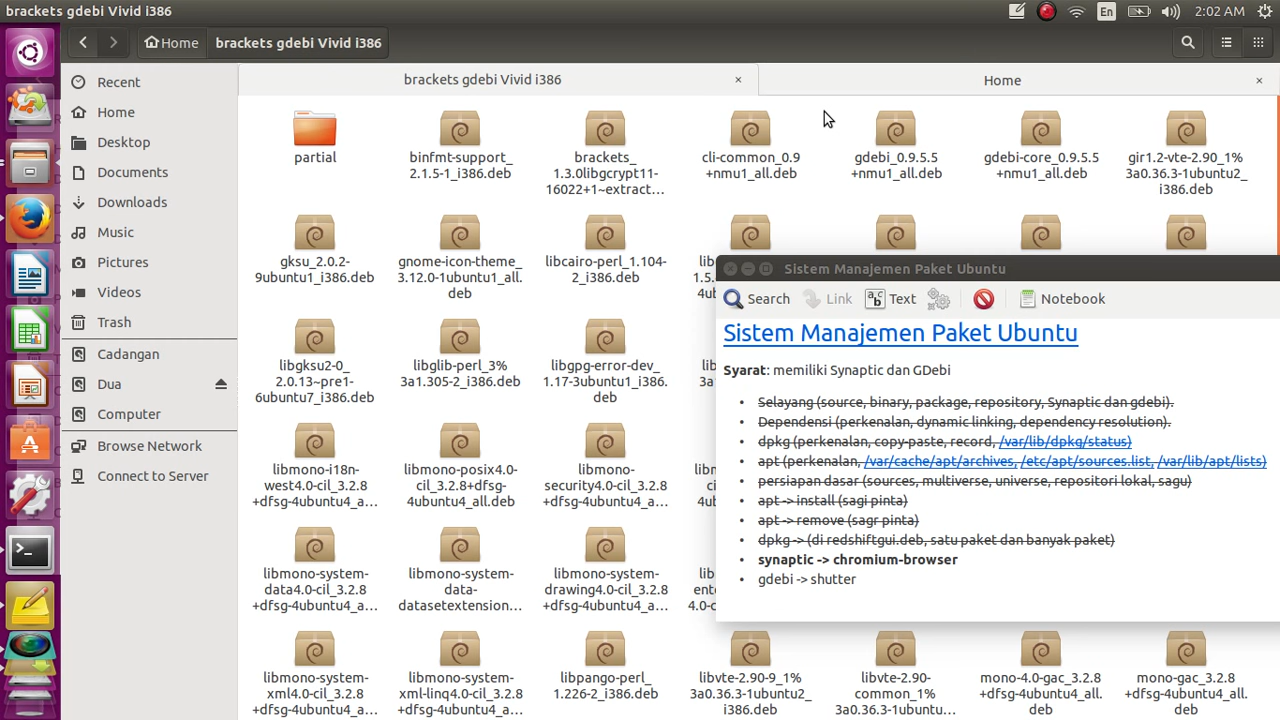 brackets gdebi Vivid i386
En
2:02 AM
Home
brackets gdebi Vivid i386
Recent
Home
Desktop
Documents
Downloads
Music
Pictures
Videos
Trash
Cadangan
Dua
Computer
Browse Network
Connect to Server
brackets gdebi Vivid i386
Home
partial
binfmt-support_
2.1.5-1_i386.deb
brackets_
1.3.0libgcrypt11-
16022+1~extract…
cli-common_0.9
+nmu1_all.deb
gdebi_0.9.5.5
+nmu1_all.deb
gdebi-core_0.9.5.5
+nmu1_all.deb
gir1.2-vte-2.90_1%
3a0.36.3-1ubuntu2_
i386.deb
gksu_2.0.2-
9ubuntu1_i386.deb
gnome-icon-theme_
3.12.0-1ubuntu1_all.
deb
libcairo-perl_1.104-
2_i386.deb
libgksu2-0_
2.0.13~pre1-
6ubuntu7_i386.deb
libglib-perl_3%
3a1.305-2_i386.deb
libgpg-error-dev_
1.17-3ubuntu1_i386.
deb
libmono-i18n-
west4.0-cil_3.2.8
+dfsg-4ubuntu4_a…
libmono-posix4.0-
cil_3.2.8+dfsg-
4ubuntu4_all.deb
libmono-
security4.0-cil_3.2.8
+dfsg-4ubuntu4_a…
libmono-system-
data4.0-cil_3.2.8
+dfsg-4ubuntu4_a…
libmono-system-
data-
datasetextension…
libmono-system-
drawing4.0-cil_3.2.8
+dfsg-4ubuntu4_a…
libmono-system-
xml4.0-cil_3.2.8
+dfsg-4ubuntu4_a…
libmono-system-
xml-linq4.0-cil_3.2.8
+dfsg-4ubuntu4_a…
libpango-perl_
1.226-2_i386.deb
libvte-2.90-9_1%
3a0.36.3-1ubuntu2_
i386.deb
libvte-2.90-
common_1%
3a0.36.3-1ubuntu…
mono-4.0-gac_3.2.8
+dfsg-4ubuntu4_all.
deb
mono-gac_3.2.8
+dfsg-4ubuntu4_all.
deb
Sistem Manajemen Paket Ubuntu
Search
Link
Text
Notebook
Sistem Manajemen Paket Ubuntu
Syarat: memiliki Synaptic dan GDebi
• Selayang (source, binary, package, repository, Synaptic dan gdebi).
• Dependensi (perkenalan, dynamic linking, dependency resolution).
• dpkg (perkenalan, copy-paste, record, /var/lib/dpkg/status)
• apt (perkenalan, /var/cache/apt/archives, /etc/apt/sources.list, /var/lib/apt/lists)
• persiapan dasar (sources, multiverse, universe, repositori lokal, sagu)
• apt -> install (sagi pinta)
• apt -> remove (sagr pinta)
• dpkg -> (di redshiftgui.deb, satu paket dan banyak paket)
• synaptic -> chromium-browser
• gdebi -> shutter